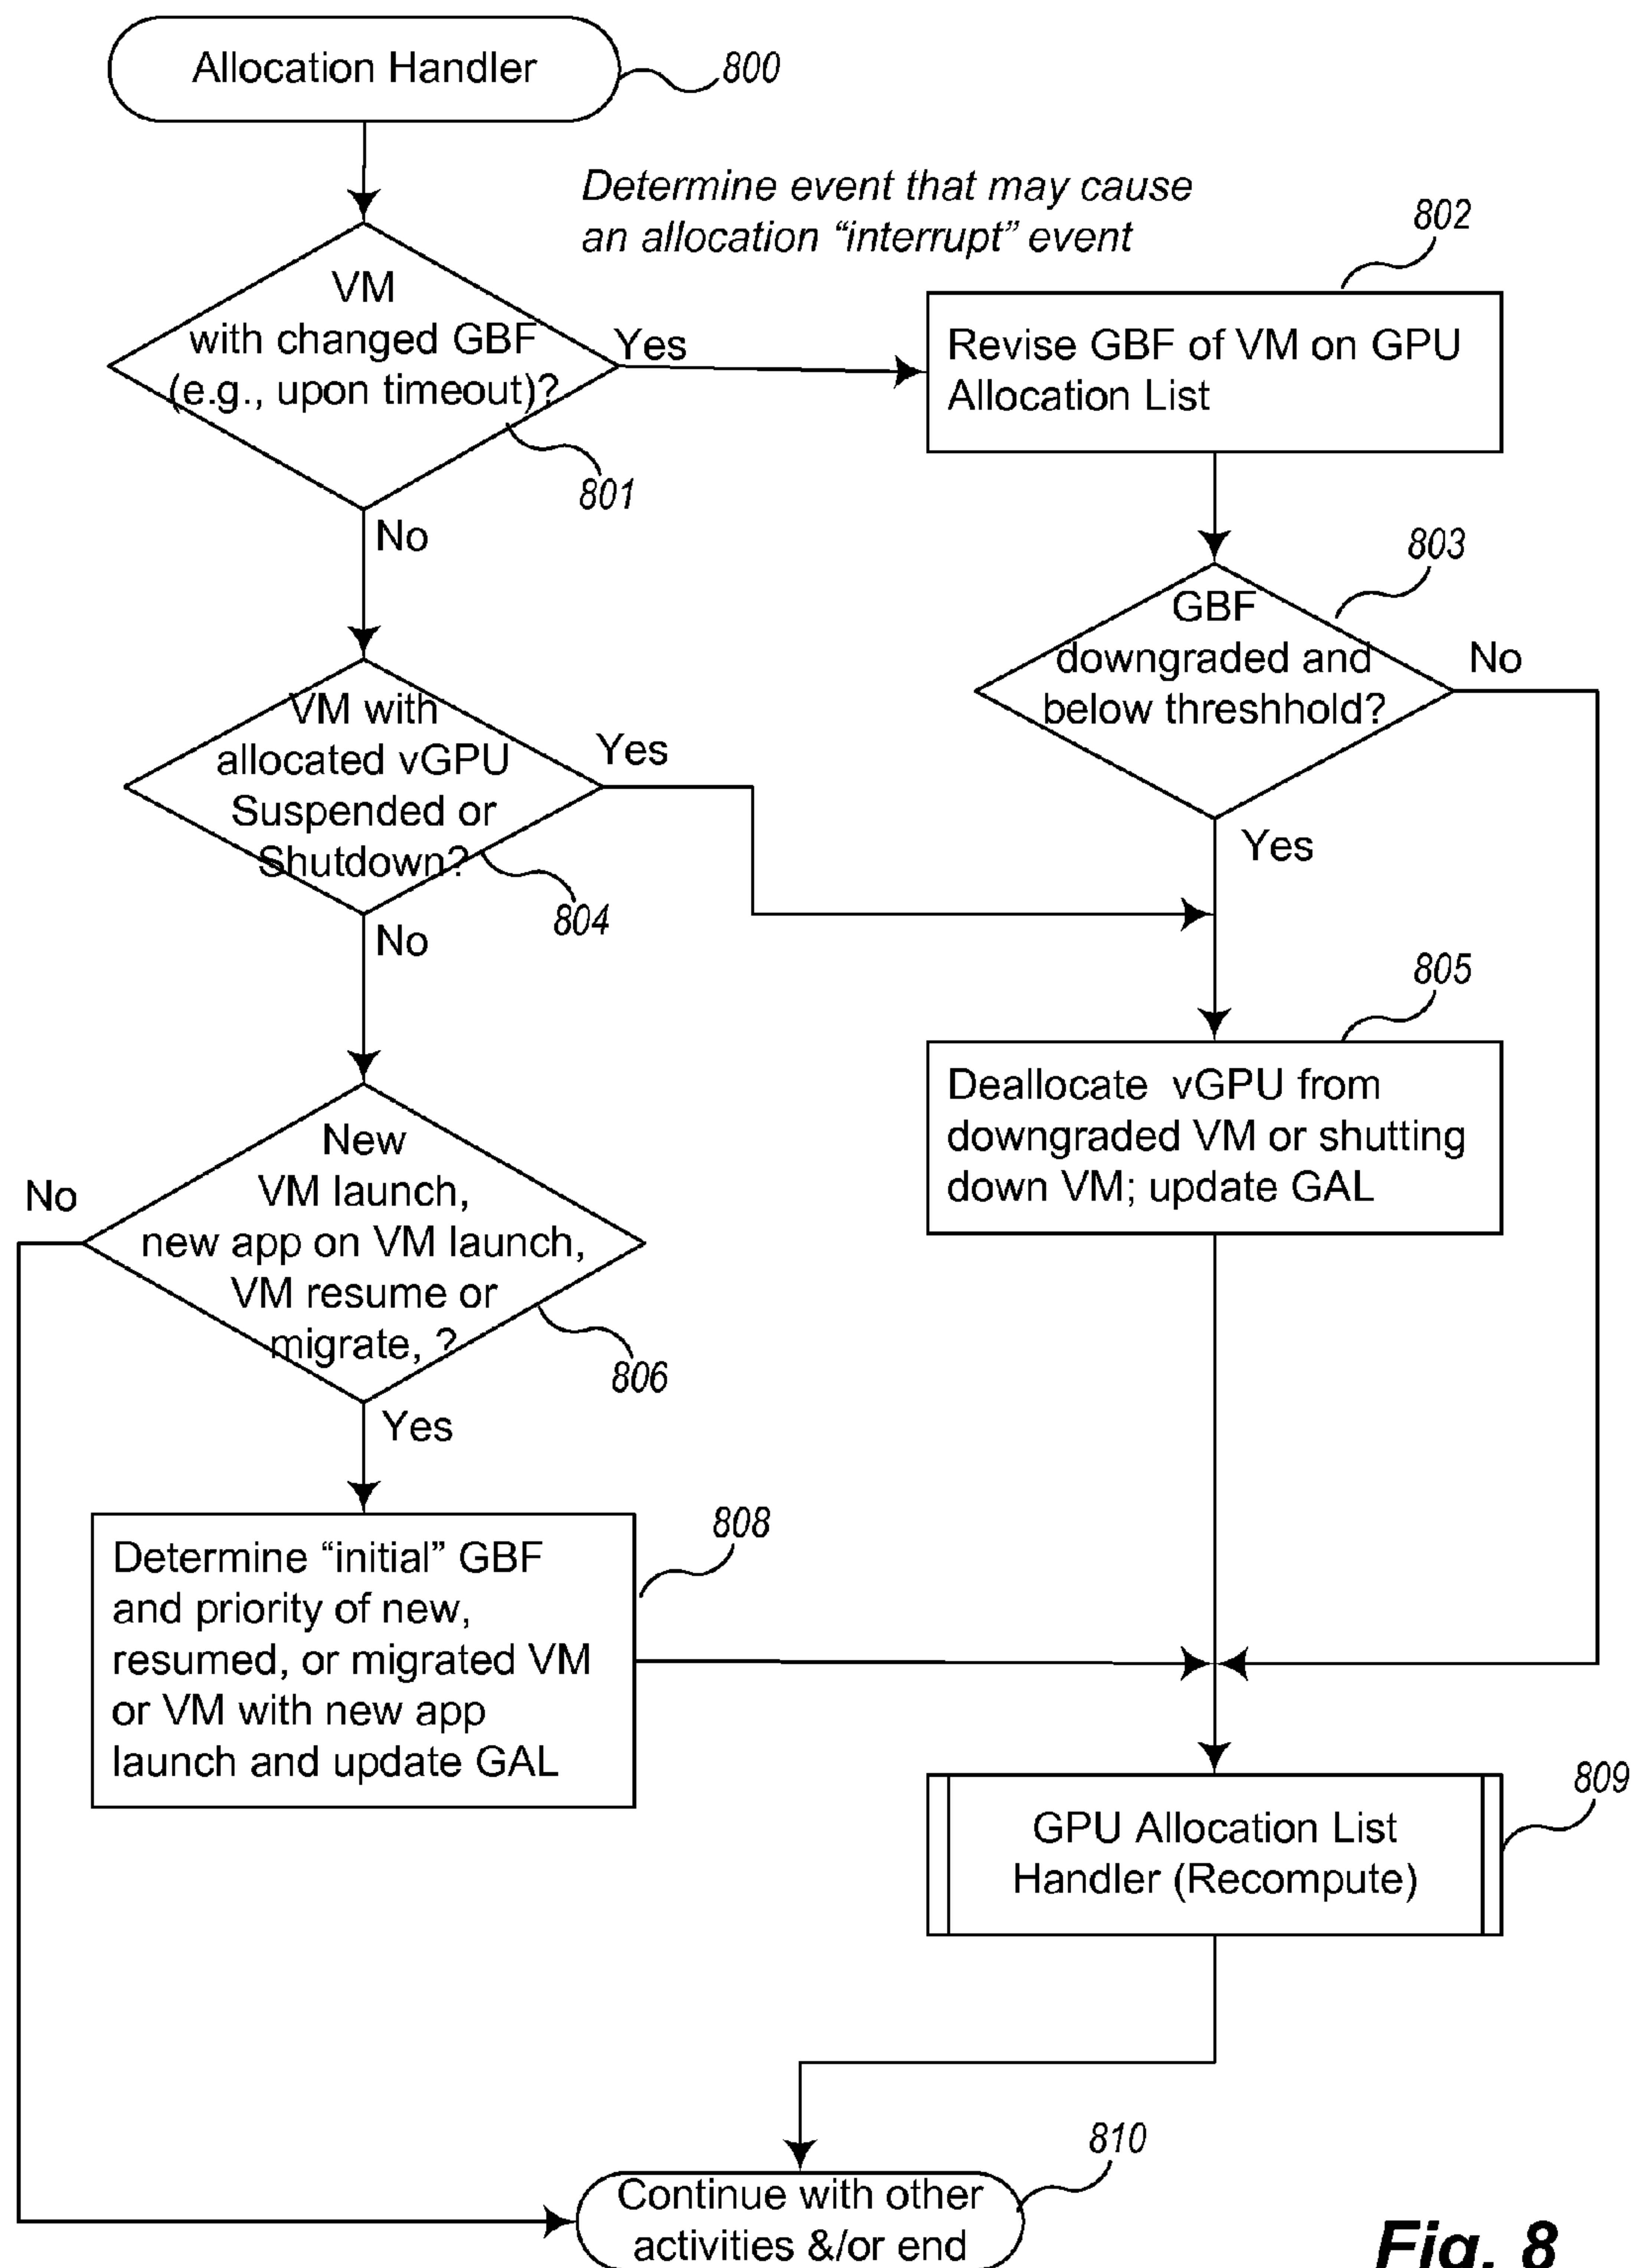 Allocation Handler
800
Determine event that may cause
an allocation “interrupt” event
VM
with changed GBF
(e.g., upon timeout)?
Yes
801
No
802
Revise GBF of VM on GPU
Allocation List
803
GBF
downgraded and
below threshhold?
No
Yes
VM with
allocated vGPU
Suspended or
Shutdown?
Yes
804
No
805
Deallocate vGPU from
downgraded VM or shutting
down VM; update GAL
New
VM launch,
new app on VM launch,
VM resume or
migrate, ?
No
806
Yes
808
Determine “initial” GBF
and priority of new,
resumed, or migrated VM
or VM with new app
launch and update GAL
809
GPU Allocation List
Handler (Recompute)
810
Continue with other
activities &/or end
Fig. 8